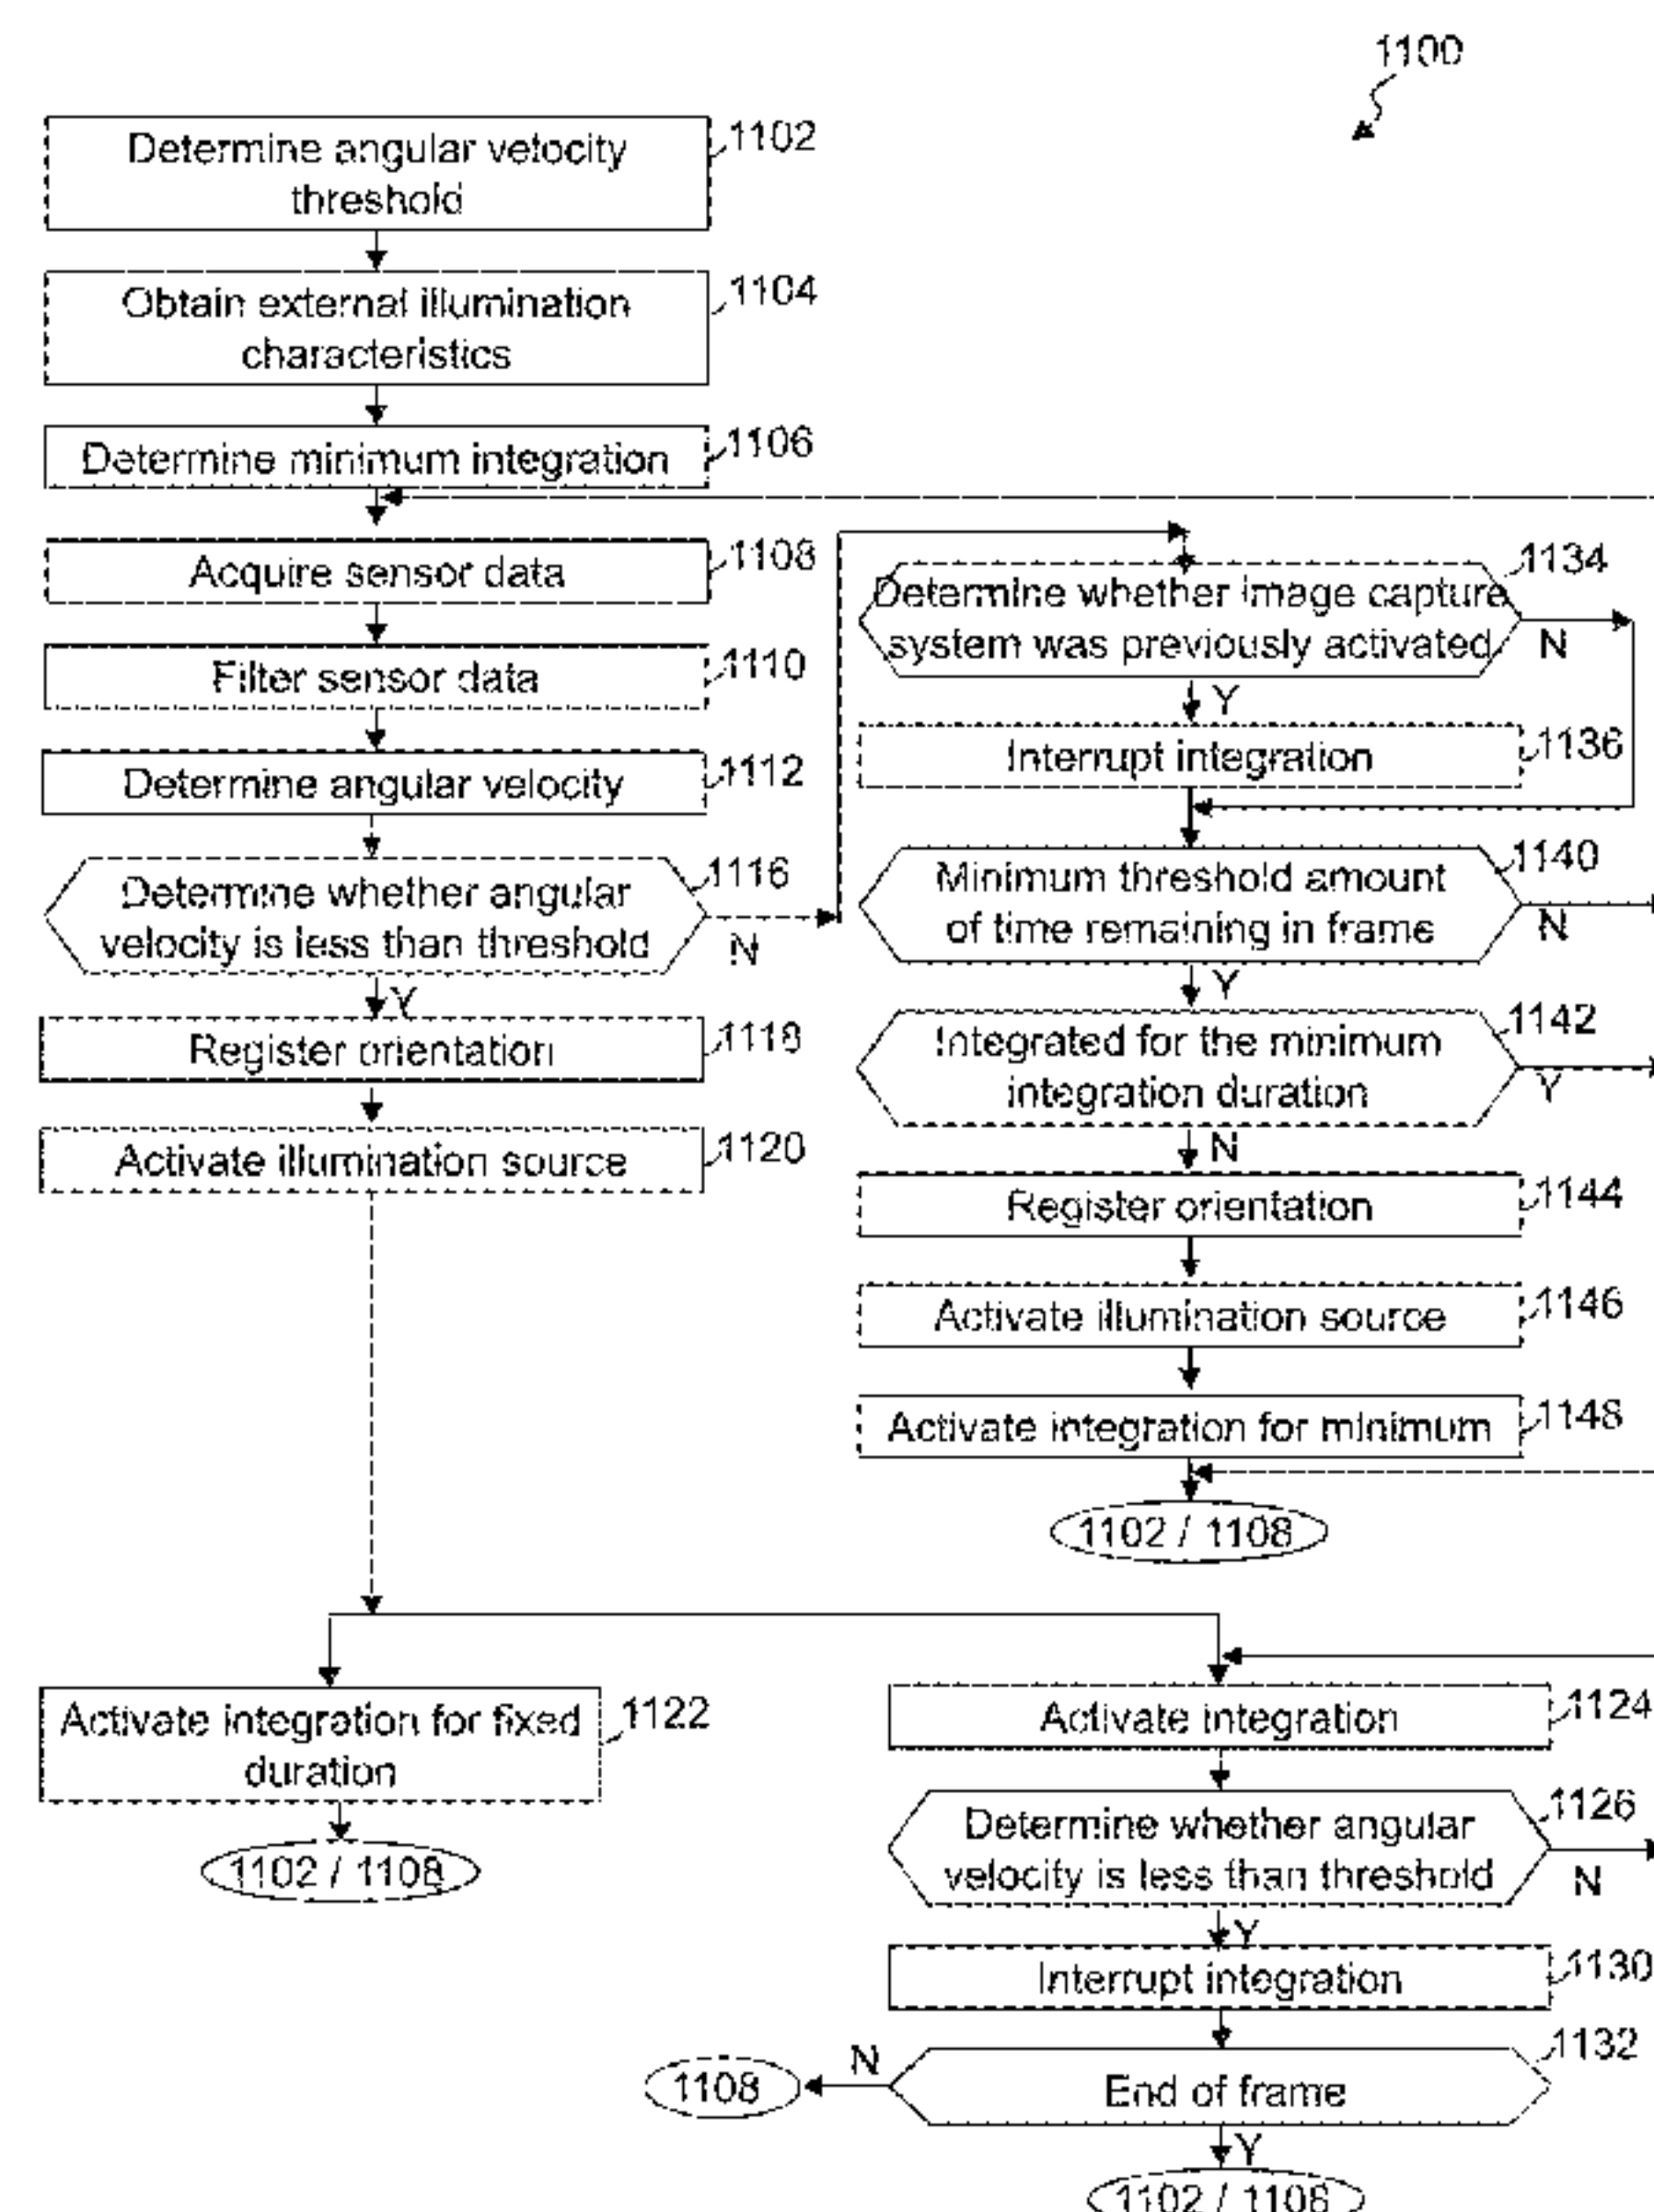 1100
Determine angular velocity
threshold
1102
Obtain external illumination
characteristics
1104
Determine minimum integration
1106
Acquire sensor data
1108
Filter sensor data
1110
Determine angular velocity
1112
Determine whether angular
velocity is less than threshold
1116
N
Y
Register orientation
1118
Activate illumination source
1120
Determine whether image capture
system was previously activated
1134
N
Y
Interrupt integration
1136
Minimum threshold amount
of time remaining in frame
1140
N
Y
Integrated for the minimum
integration duration
1142
Y
N
Register orientation
1144
Activate illumination source
1146
Activate integration for minimum
1148
1102 / 1108
Activate integration for fixed
duration
1122
1102 / 1108
Activate integration
1124
Determine whether angular
velocity is less than threshold
1126
N
Y
Interrupt integration
1130
End of frame
1132
N
1108
Y
1102 / 1108